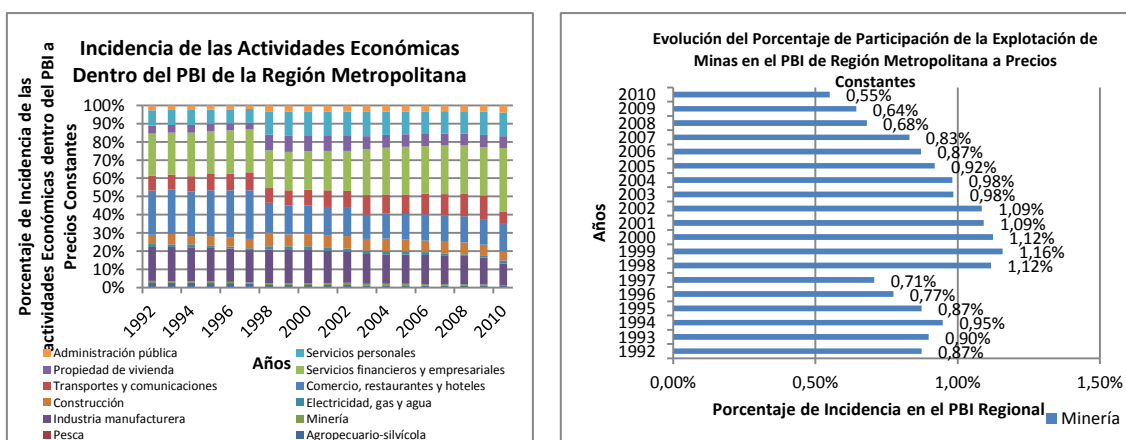 Incidencia de las Actividades Económicas
Dentro del PBI de la Región Metropolitana
Porcentaje de Incidencia de las
actividades Económicas dentro del PBI a
Precios Constantes
100%
90%
80%
70%
60%
50%
40%
30%
20%
10%
0%
1992
1994
1996
1998
2000
2002
2004
2006
2008
2010
Años
Administración pública
Servicios personales
Propiedad de vivienda
Servicios financieros y empresariales
Transportes y comunicaciones
Comercio, restaurantes y hoteles
Construcción
Electricidad, gas y agua
Industria manufacturera
Minería
Pesca
Agropecuario-silvícola
Evolución del Porcentaje de Participación de la Explotación de
Minas en el PBI de Región Metropolitana a Precios
Constantes
Años
2010 0,55%
2009 0,64%
2008 0,68%
2007 0,83%
2006 0,87%
2005 0,92%
2004 0,98%
2003 0,98%
2002 1,09%
2001 1,09%
2000 1,12%
1999 1,16%
1998 1,12%
1997 0,71%
1996 0,77%
1995 0,87%
1994 0,95%
1993 0,90%
1992 0,87%
0,00% 0,50% 1,00% 1,50%
Porcentaje de Incidencia en el PBI Regional
Minería